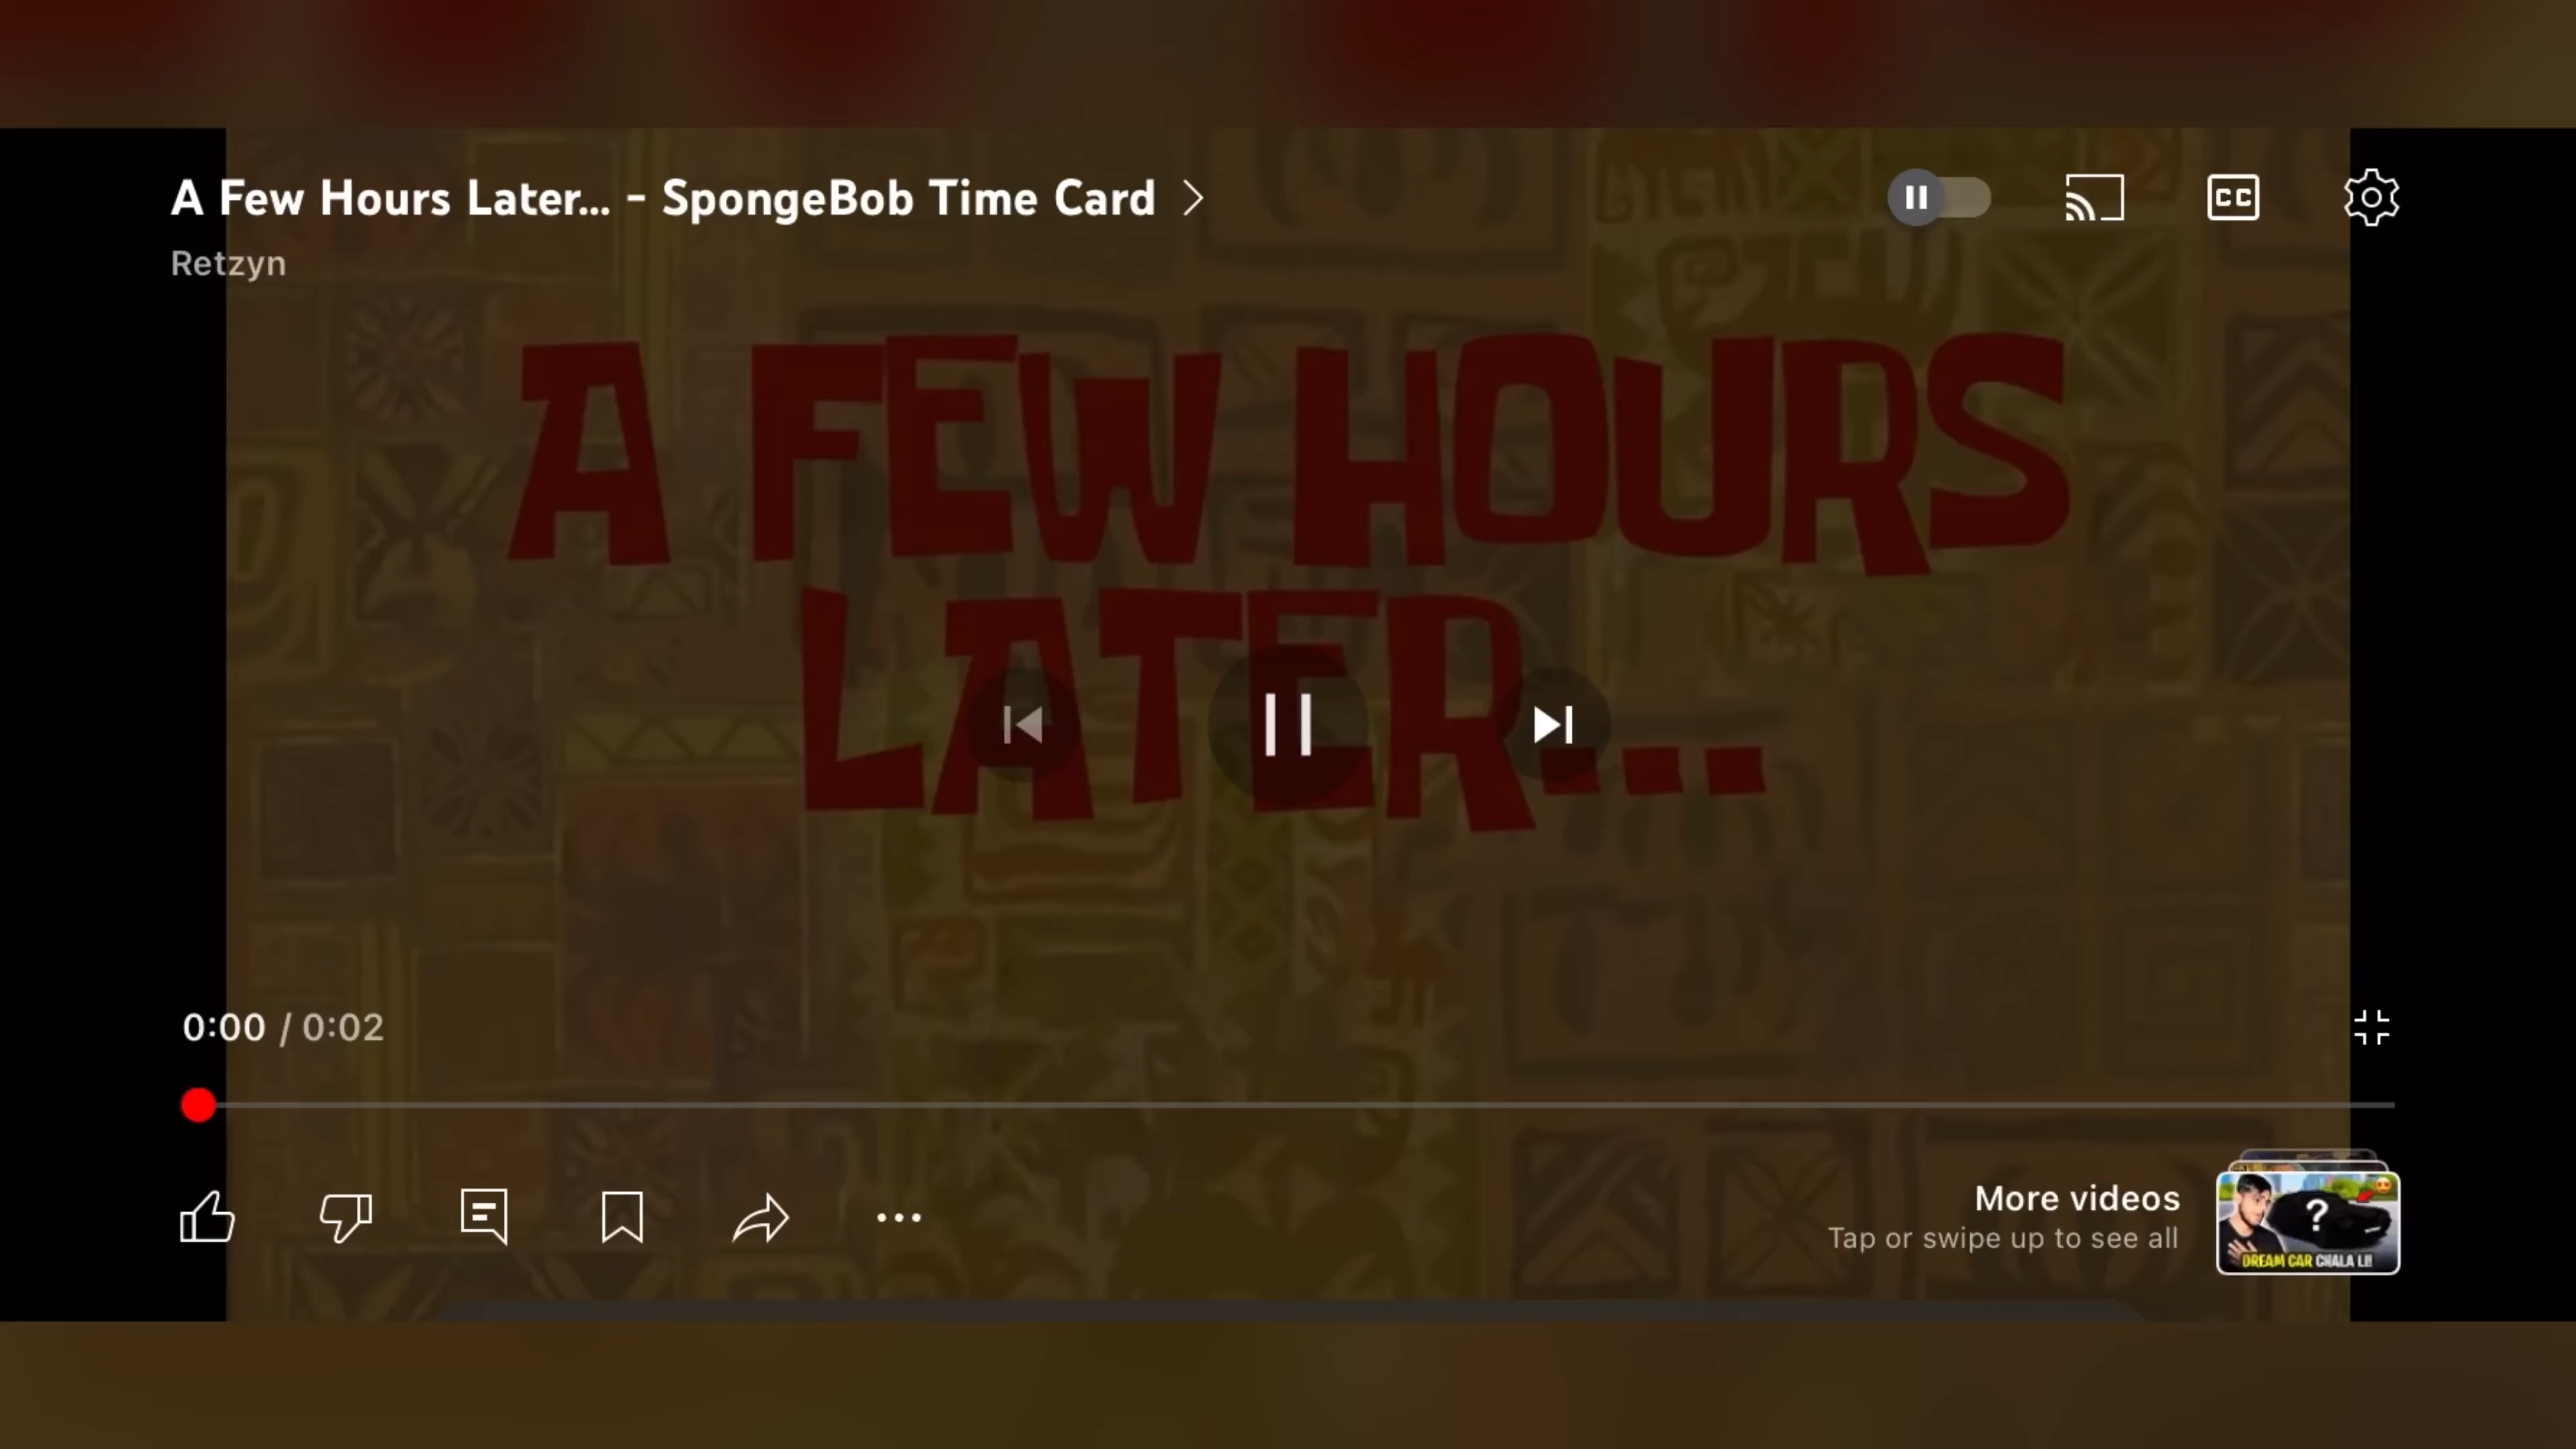 A Few Hours Later... - SpongeBob Time Card
Retzyn
CC
A FEW HOURS
LATER...
0:00 / 0:02
More videos
Tap or swipe up to see all
?
DREAM CAR CHALA LI!